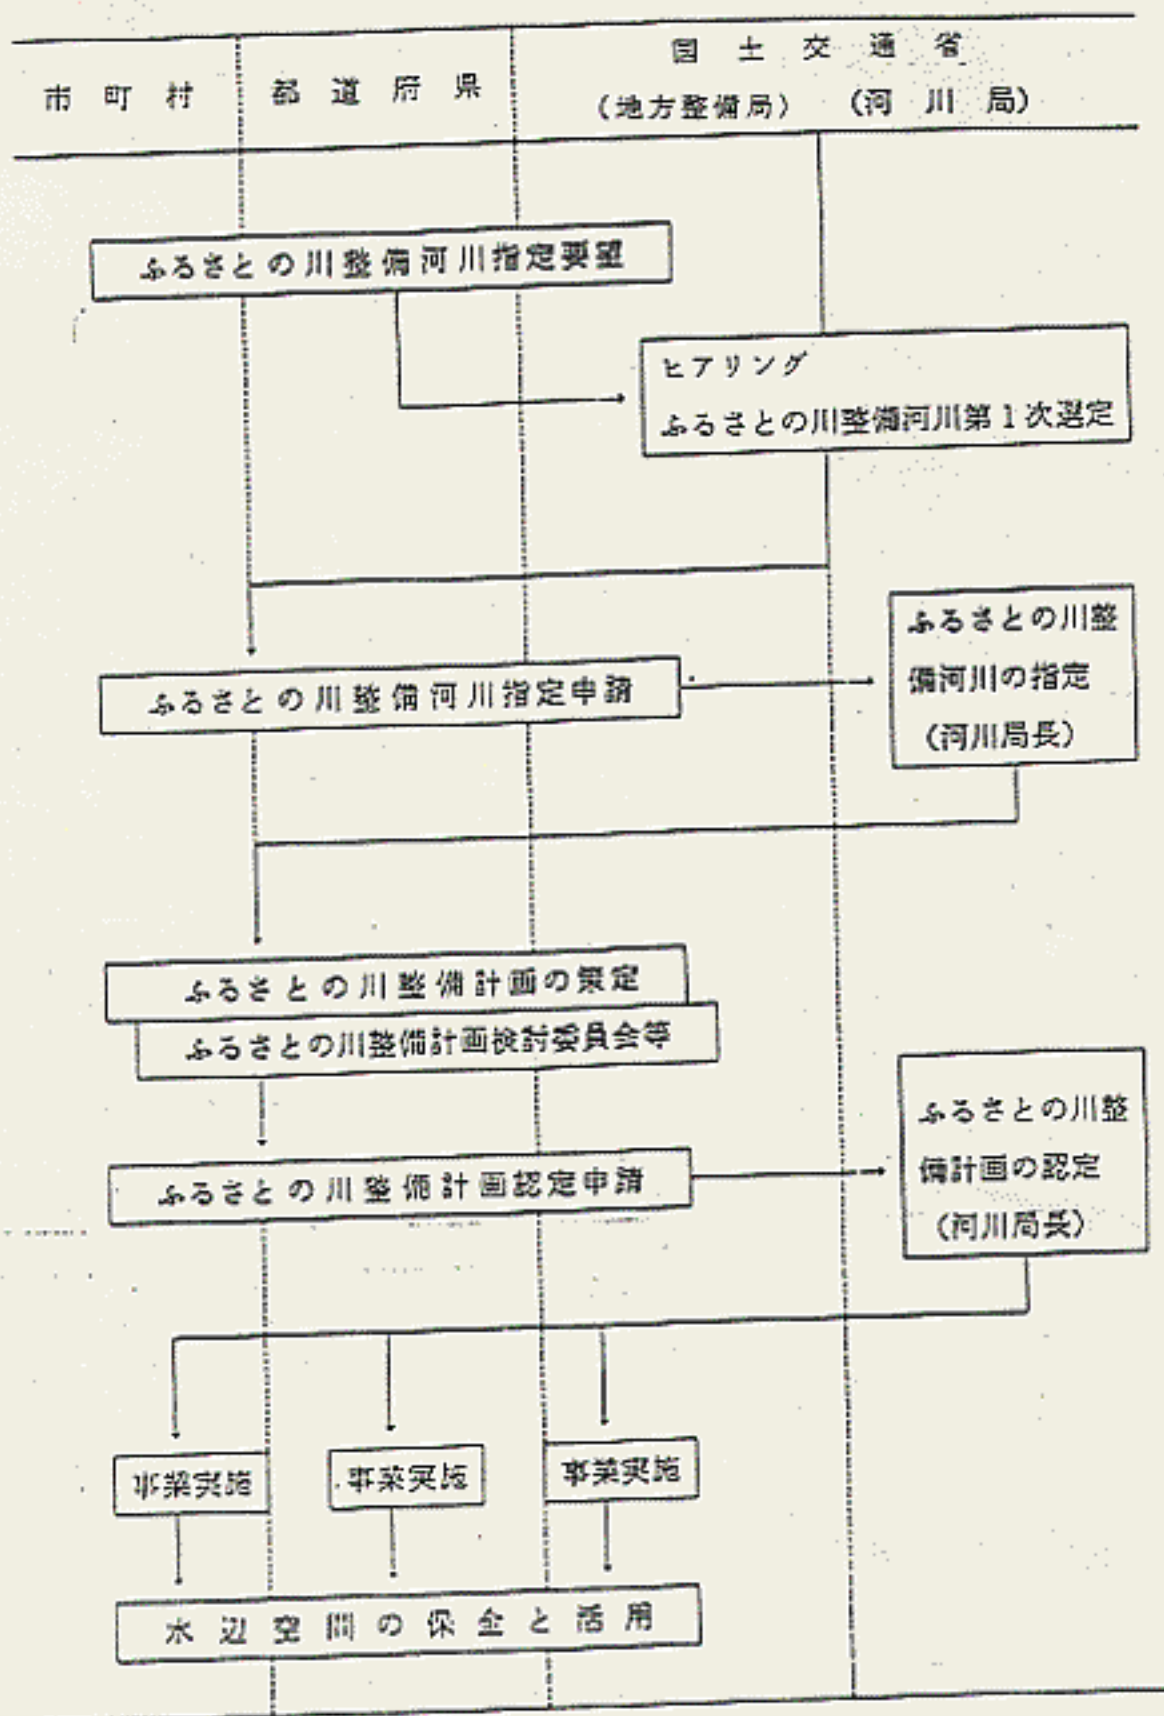 市町村
都道府県
国土交通省
（地方整備局）
（河川局）
ふるさとの川整備河川指定要望
ヒアリング
ふるさとの川整備河川第1次選定
ふるさとの川整備河川指定申請
ふるさとの川整
備河川の指定
（河川局長）
ふるさとの川整備計画の策定
ふるさとの川整備計画検討委員会等
ふるさとの川整備計画認定申請
ふるさとの川整
備計画の認定
（河川局長）
事業実施
事業実施
事業実施
水辺空間の保全と活用